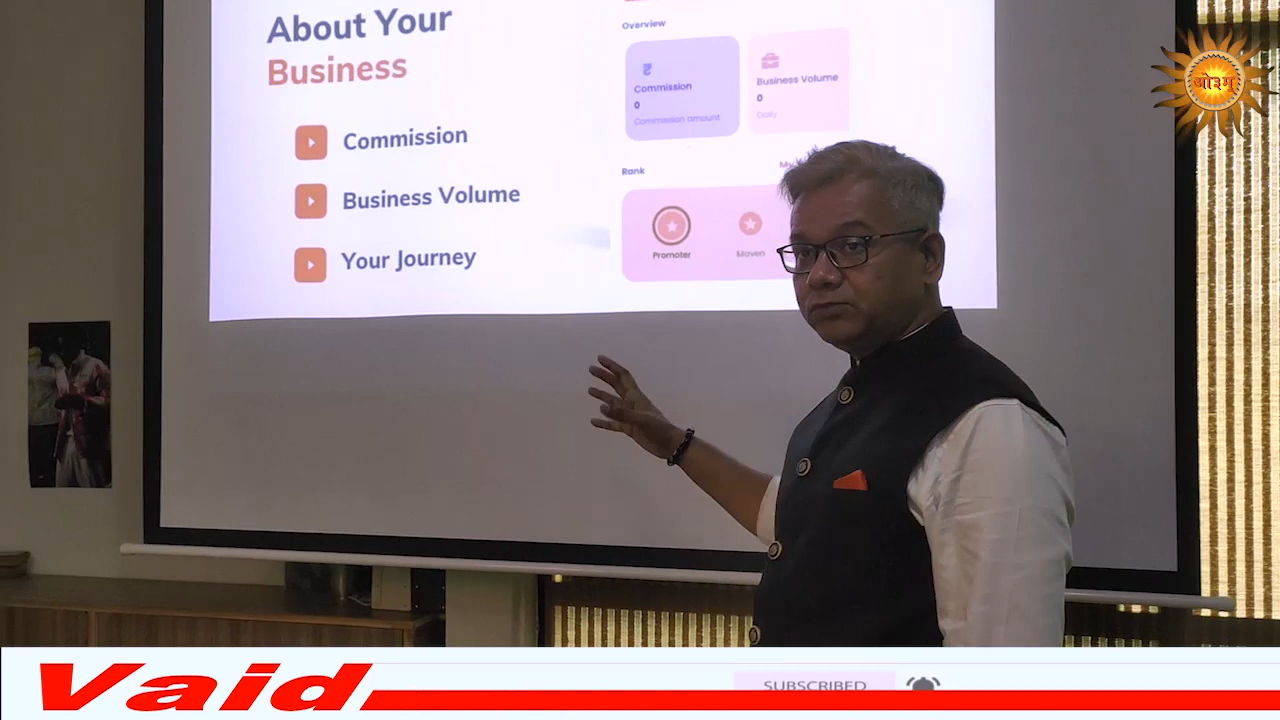 About Your
Business
Commission
Business Volume
Your Journey
Overview
Commission
0
Commission amount
Business Volume
0
Daily
Rank
Promoter
Maven
ओ३म्
Vaid
SUBSCRIBED